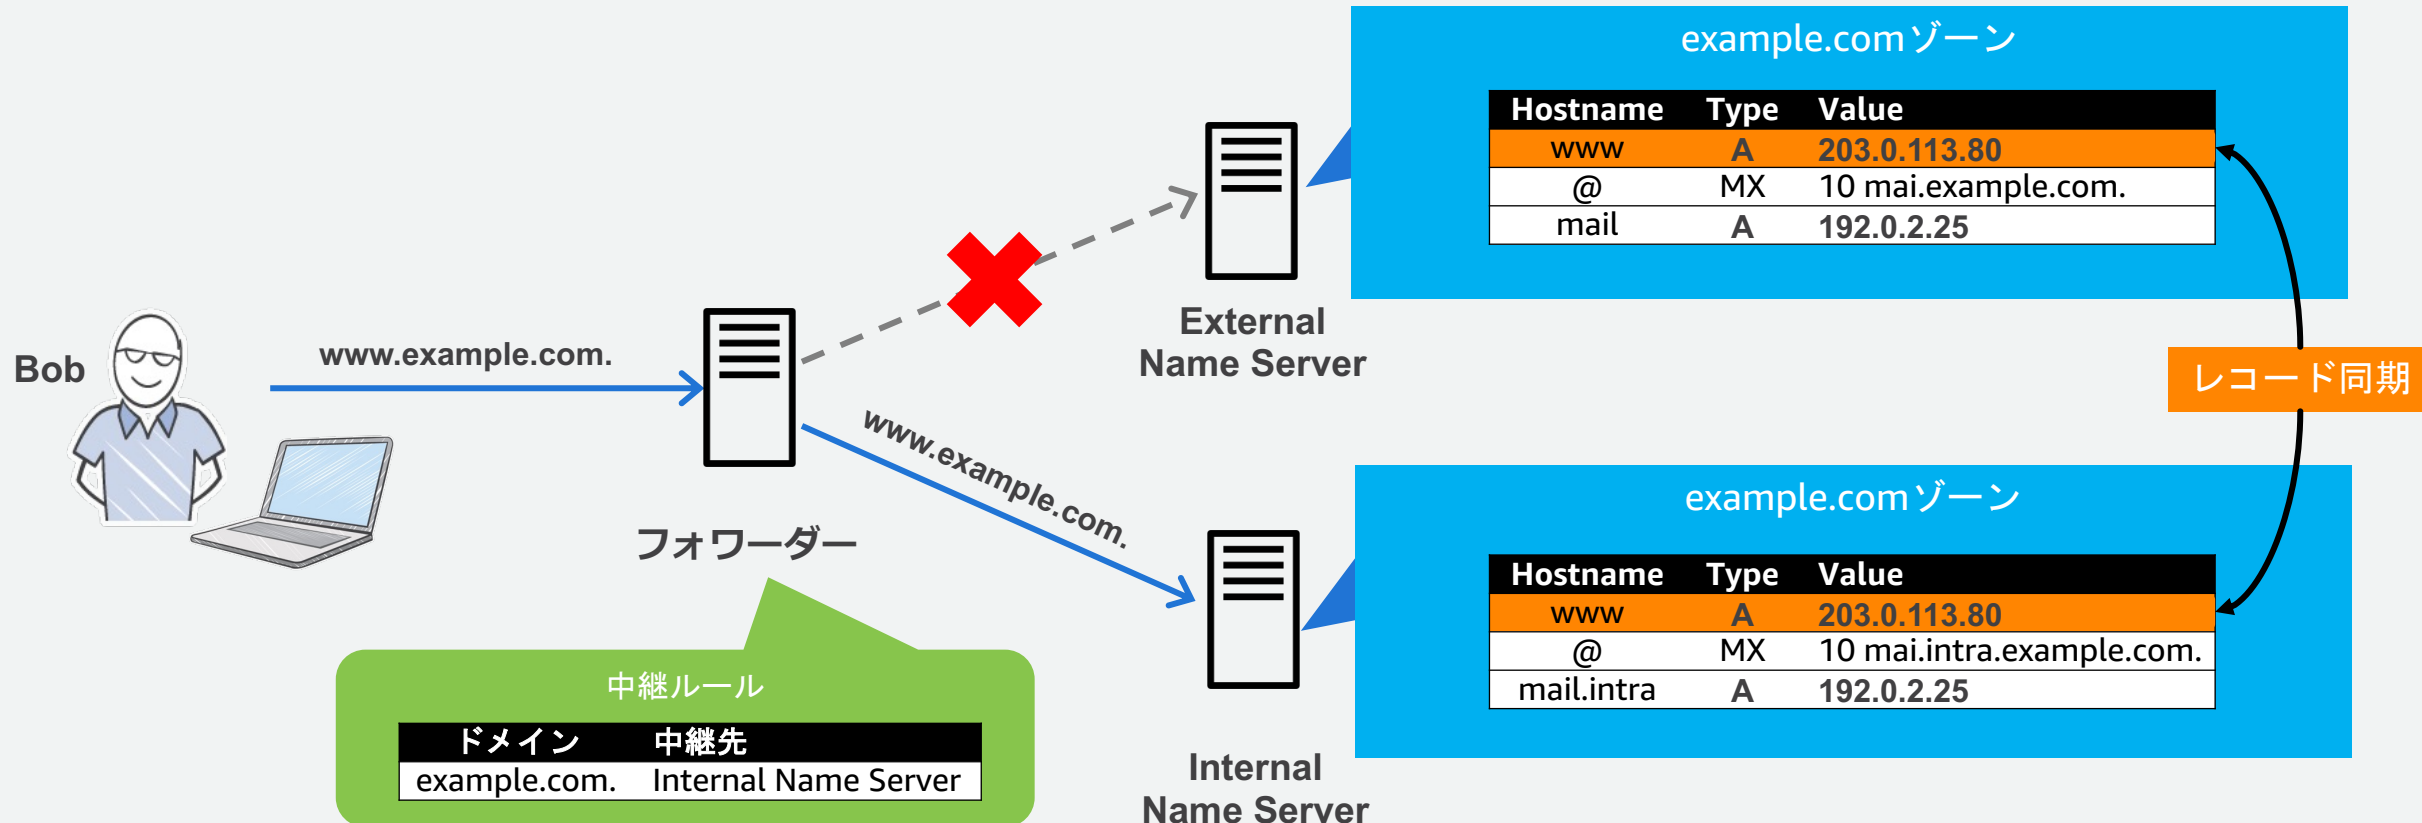 example.comゾーン
Hostname Type Value
www A 203.0.113.80
@ MX 10 mai.example.com.
mail A 192.0.2.25
External
Name Server
Bob
www.example.com.
レコード同期
www.example.com.
フォワーダー
example.comゾーン
Hostname Type Value
www A 203.0.113.80
@ MX 10 mai.intra.example.com.
mail.intra A 192.0.2.25
中継ルール
ドメイン 中継先
example.com. Internal Name Server
Internal
Name Server